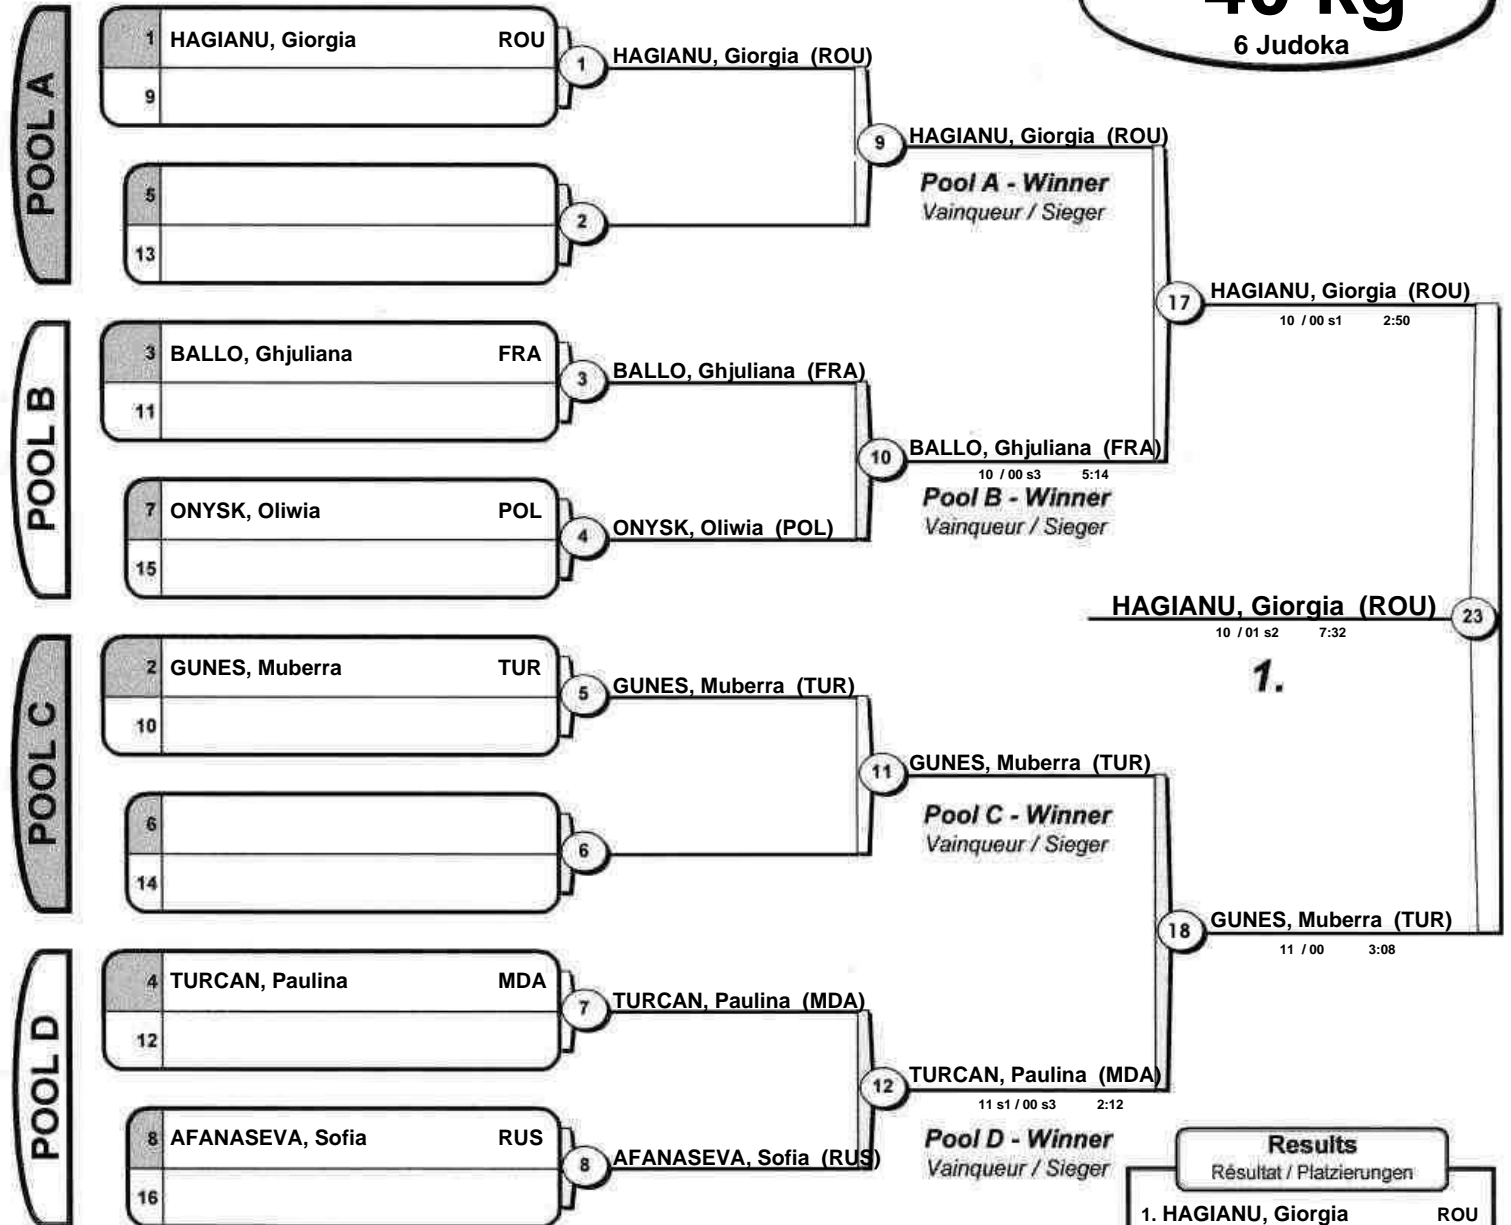 40 kg
6 Judoka
POOL A
1 HAGIANU, Giorgia ROU
9
1 HAGIANU, Giorgia (ROU)
5
13
2
9 HAGIANU, Giorgia (ROU)
Pool A - Winner
Vainqueur / Sieger
17 HAGIANU, Giorgia (ROU)
10 / 00 s1 2:50
POOL B
3 BALLO, Ghjuliana FRA
11
3 BALLO, Ghjuliana (FRA)
10 BALLO, Ghjuliana (FRA)
10 / 00 s3 5:14
Pool B - Winner
Vainqueur / Sieger
7 ONYSK, Oliwia POL
15
4 ONYSK, Oliwia (POL)
HAGIANU, Giorgia (ROU) 23
10 / 01 s2 7:32
1.
POOL C
2 GUNES, Muberra TUR
10
5 GUNES, Muberra (TUR)
11 GUNES, Muberra (TUR)
Pool C - Winner
Vainqueur / Sieger
6
14
6
18 GUNES, Muberra (TUR)
11 / 00 3:08
POOL D
4 TURCAN, Paulina MDA
12
7 TURCAN, Paulina (MDA)
12 TURCAN, Paulina (MDA)
11 s1 / 00 s3 2:12
Pool D - Winner
Vainqueur / Sieger
8 AFANASEVA, Sofia RUS
16
8 AFANASEVA, Sofia (RUS)
Results
Résultat / Platzierungen
1. HAGIANU, Giorgia ROU